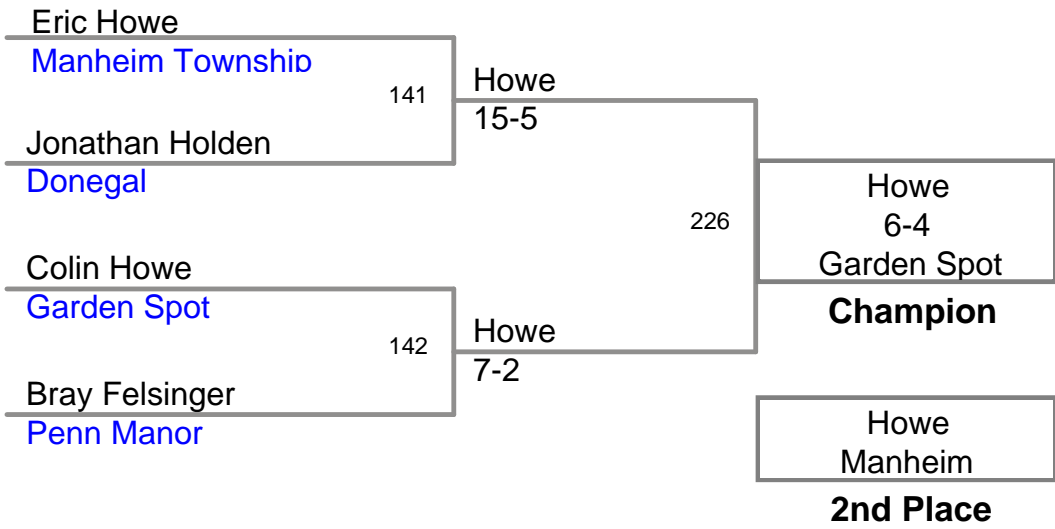 Eric Howe
Manheim Township
141
Howe
15-5
Jonathan Holden
Donegal
226
Howe
6-4
Garden Spot
Champion
Colin Howe
Garden Spot
142
Howe
7-2
Bray Felsinger
Penn Manor
Howe
Manheim
2nd Place